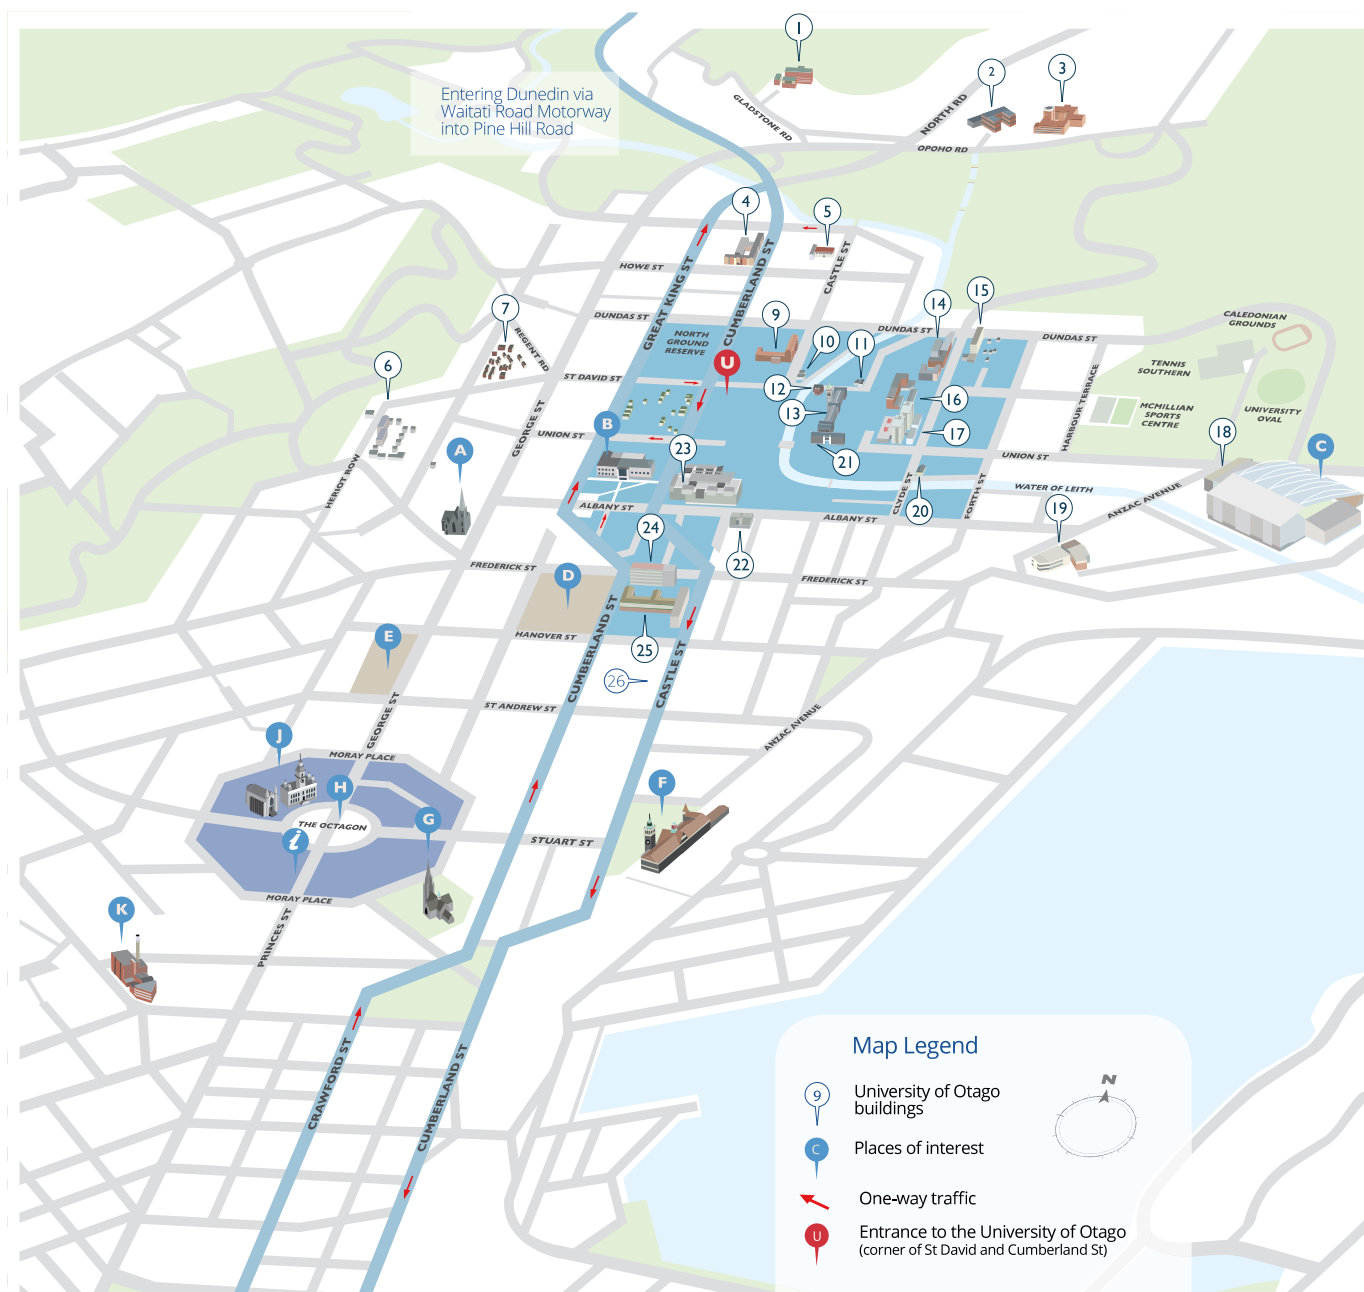 1
2
3
Entering Dunedin via
Waitati Road Motorway
into Pine Hill Road
GLADSTONE RD
NORTH RD
OPOHO RD
4
5
HOWE ST
GREAT KING ST
CUMBERLAND ST
CASTLE ST
7
REGENT RD
DUNDAS ST
NORTH
GROUND
RESERVE
9
10
11
DUNDAS ST
14
15
DUNDAS ST
CALEDONIAN
GROUNDS
6
ST DAVID ST
U
12
13
16
17
TENNIS
SOUTHERN
MCMILLIAN
SPORTS
CENTRE
UNIVERSITY
OVAL
HARBOUR TERRACE
GEORGE ST
UNION ST
B
23
21
UNION ST
18
C
A
HERIOT ROW
ALBANY ST
CLYDE ST
20
FORTH ST
WATER OF LEITH
ANZAC AVENUE
ALBANY ST
19
24
22
FREDERICK ST
D
FREDERICK ST
E
HANOVER ST
25
26
CUMBERLAND ST
CASTLE ST
ST ANDREW ST
ANZAC AVENUE
GEORGE ST
J
MORAY PLACE
H
F
THE OCTAGON
G
i
STUART ST
MORAY PLACE
K
PRINCES ST
CRAWFORD ST
CUMBERLAND ST
Map Legend
N
9
University of Otago
buildings
C
Places of interest
One-way traffic
U
Entrance to the University of Otago
(corner of St David and Cumberland St)